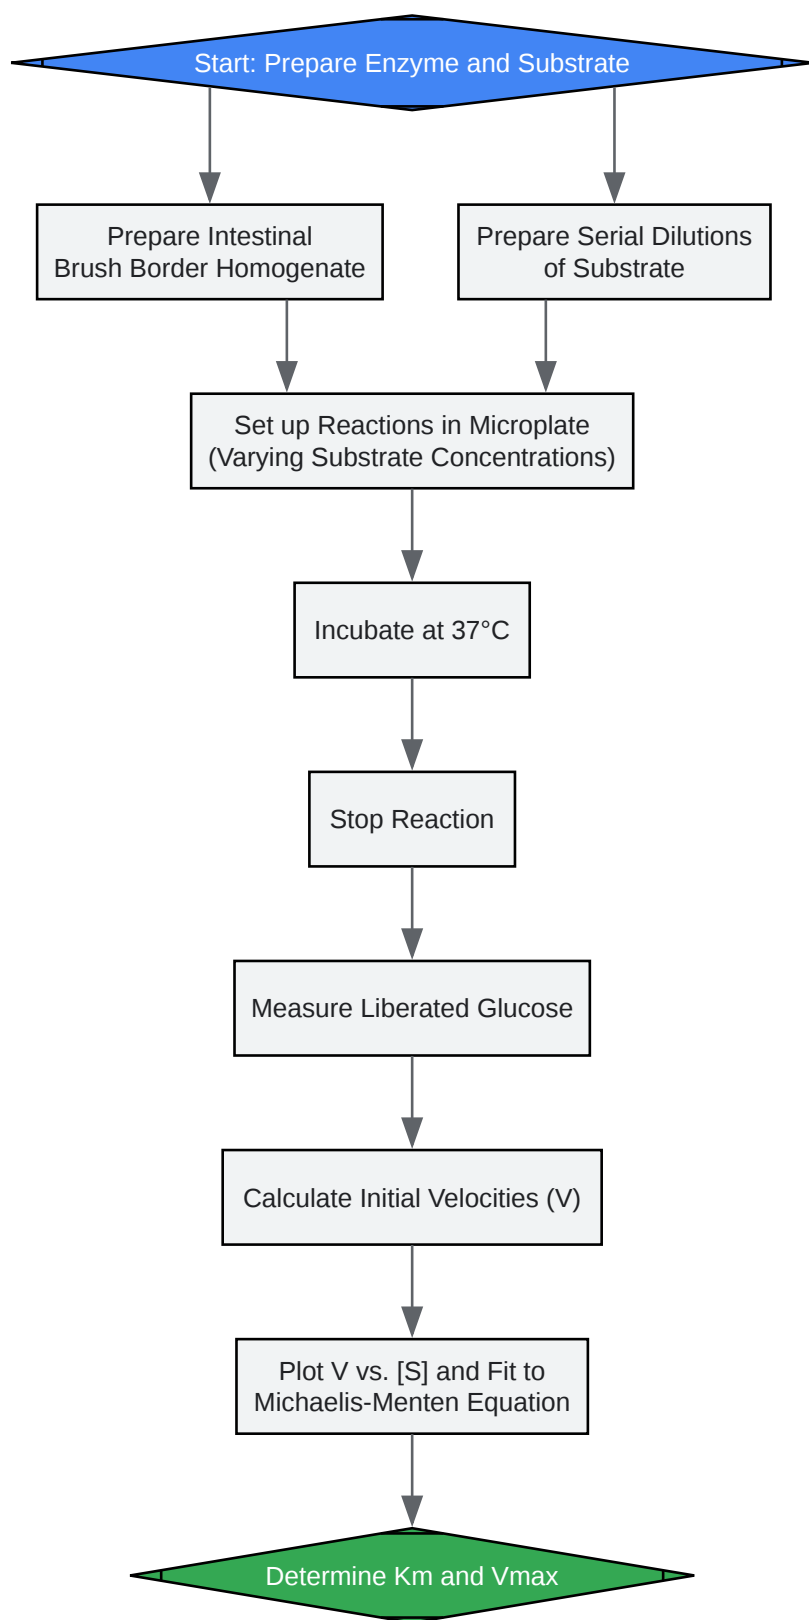 Start: Prepare Enzyme and Substrate
Prepare Intestinal
Brush Border Homogenate
Prepare Serial Dilutions
of Substrate
Set up Reactions in Microplate
(Varying Substrate Concentrations)
Incubate at 37°C
Stop Reaction
Measure Liberated Glucose
Calculate Initial Velocities (V)
Plot V vs. [S] and Fit to
Michaelis-Menten Equation
Determine Km and Vmax